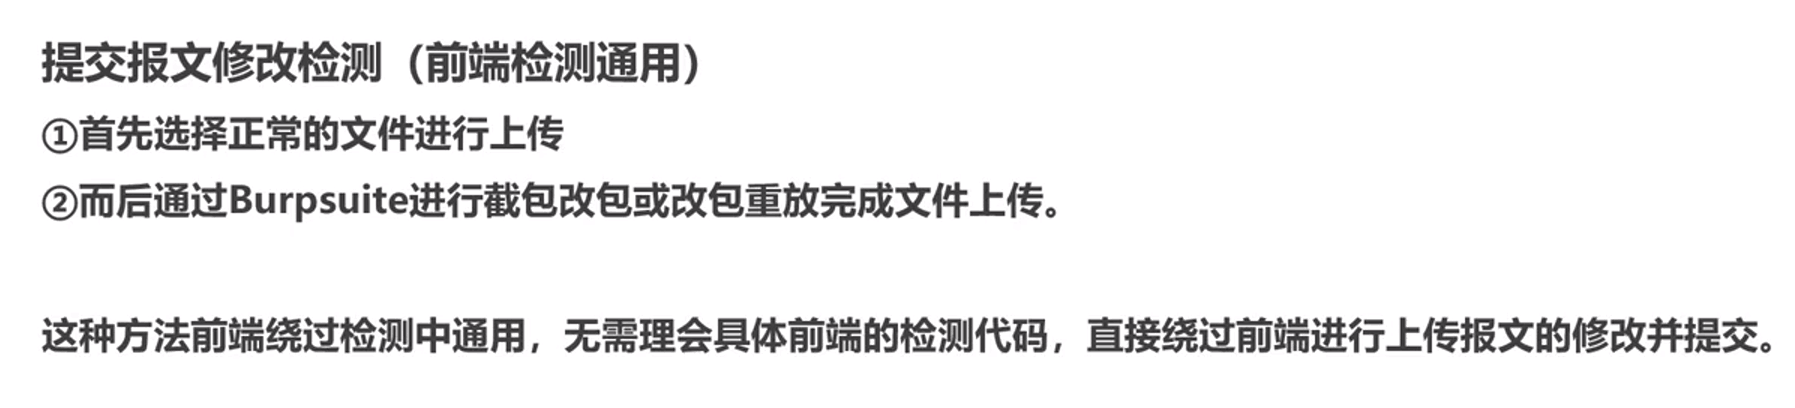 提交报文修改检测（前端检测通用）
①首先选择正常的文件进行上传
②而后通过Burpsuite进行截包改包或改包重放完成文件上传。
这种方法前端绕过检测中通用，无需理会具体前端的检测代码，直接绕过前端进行上传报文的修改并提交。